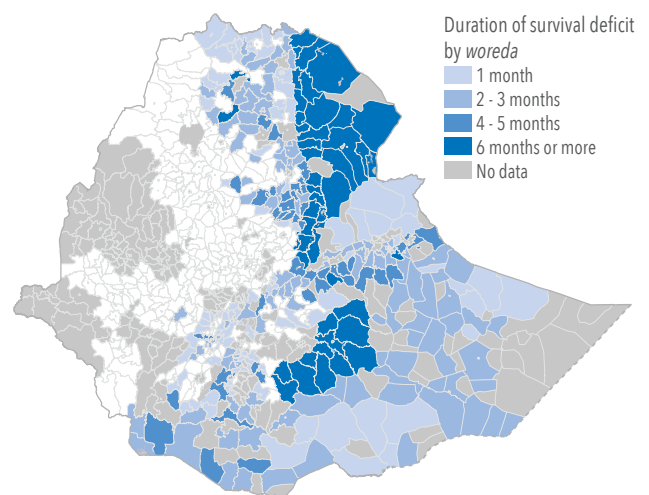 Duration of survival deficit
by woreda
1 month
2 - 3 months
4 - 5 months
6 months or more
No data